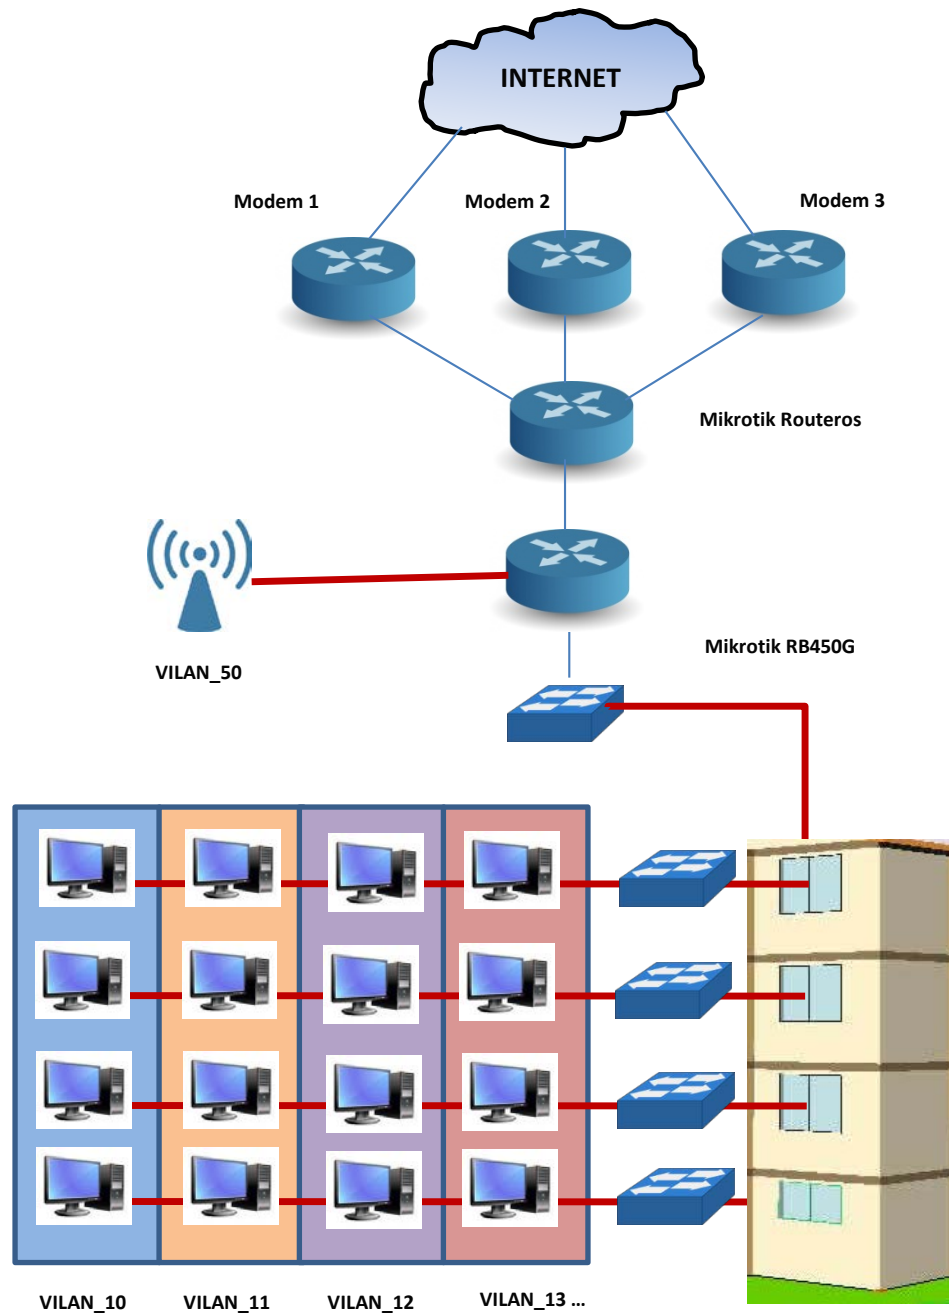 INTERNET
Modem 1
Modem 2
Modem 3
Mikrotik Routeros
Mikrotik RB450G
VILAN_50
VILAN_10
VILAN_11
VILAN_12
VILAN_13 ...